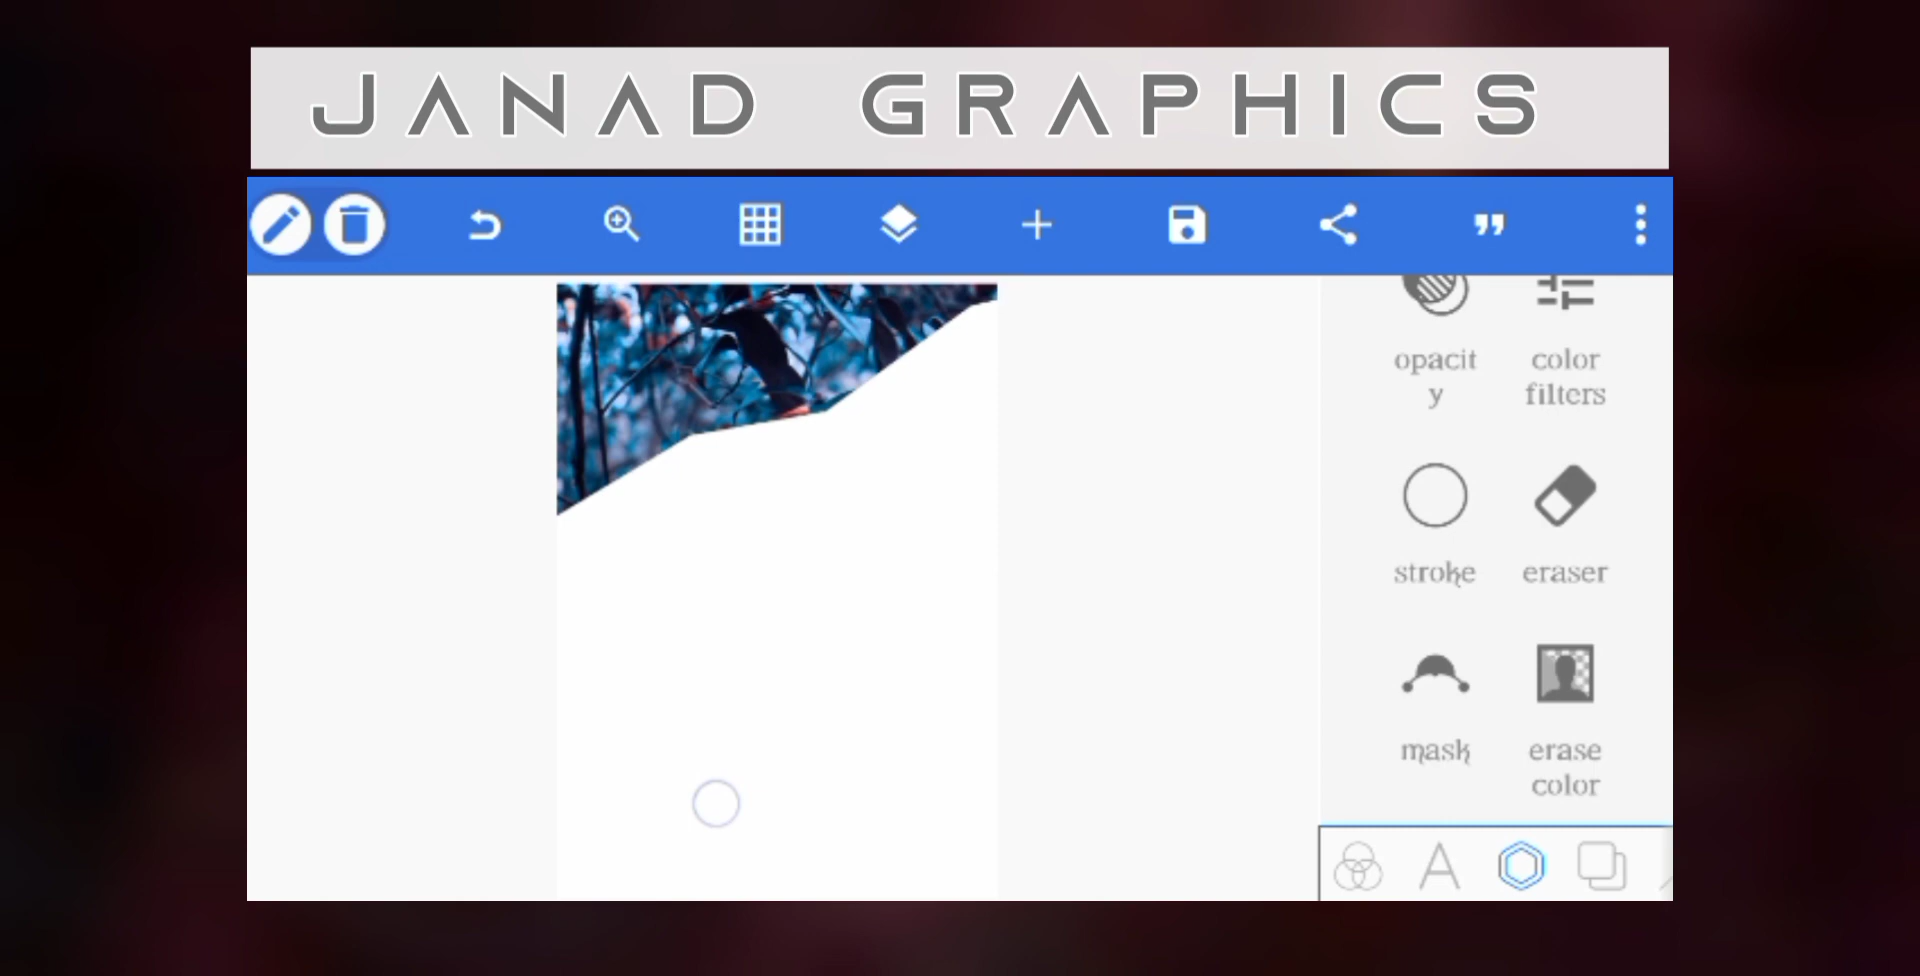 JANAD GRAPHICS
opacit
y
color
filters
stroke
eraser
mask
erase
color